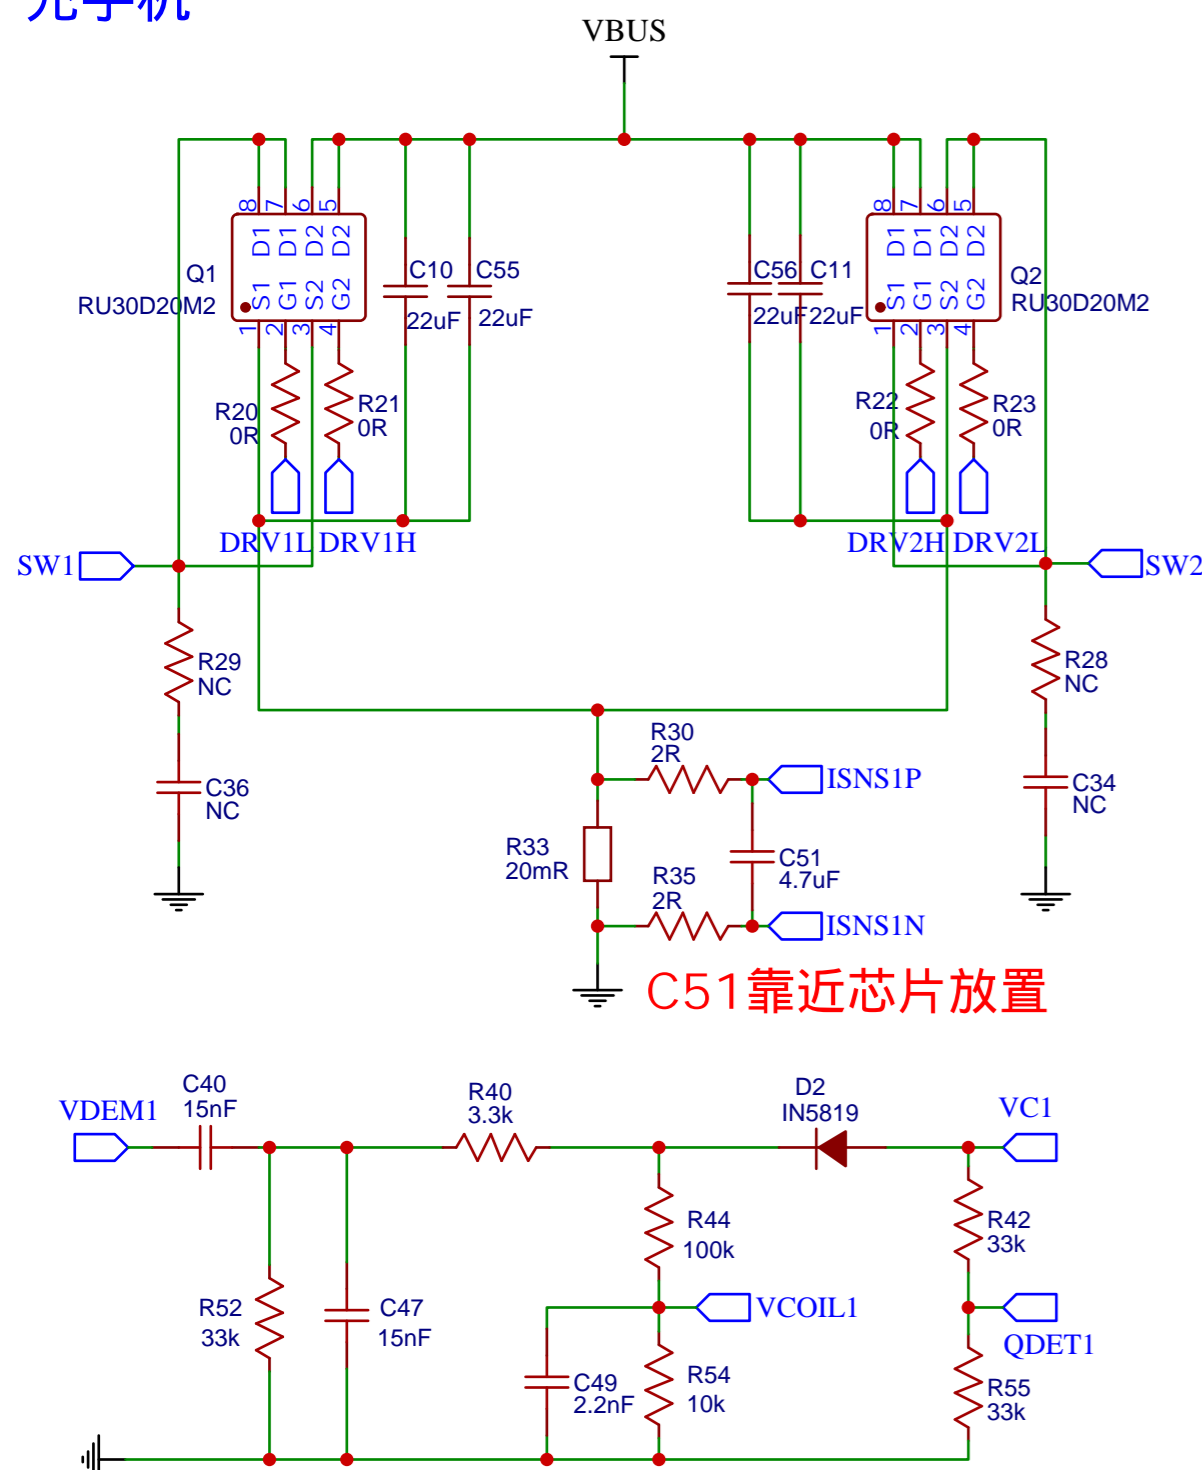 充手机
VBUS
8 7 6 5
D1 D1 D2 D2
S1 G1 S2 G2
1 2 3 4
Q1
RU30D20M2
C10
22uF
C55
22uF
C56
22uF
C11
22uF
8 7 6 5
D1 D1 D2 D2
S1 G1 S2 G2
1 2 3 4
Q2
RU30D20M2
R20
0R
R21
0R
R22
0R
R23
0R
DRV1L
DRV1H
DRV2H
DRV2L
SW1
SW2
R29
NC
R28
NC
C36
NC
C34
NC
R30
2R
ISNS1P
R33
20mR
C51
4.7uF
R35
2R
ISNS1N
C51靠近芯片放置
VDEM1
C40
15nF
R40
3.3k
D2
IN5819
VC1
R44
100k
R42
33k
R52
33k
C47
15nF
VCOIL1
QDET1
C49
2.2nF
R54
10k
R55
33k